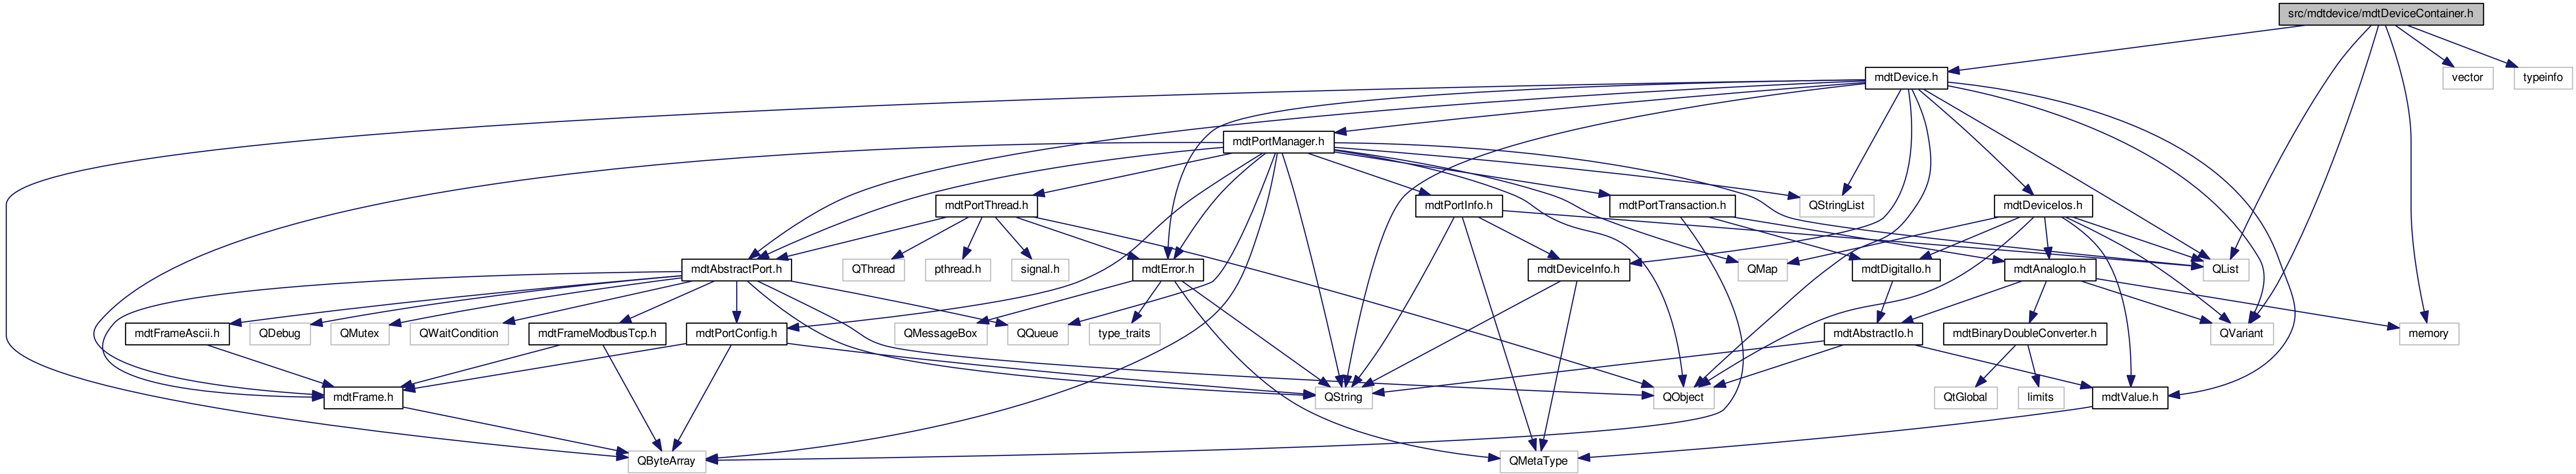 src/mdtdevice/mdtDeviceContainer.h
mdtDevice.h
vector
typeinfo
mdtPortManager.h
mdtPortThread.h
mdtPortInfo.h
mdtPortTransaction.h
QStringList
mdtDeviceIos.h
mdtAbstractPort.h
QThread
pthread.h
signal.h
mdtError.h
mdtDeviceInfo.h
QMap
mdtDigitalIo.h
mdtAnalogIo.h
QList
mdtFrameAscii.h
QDebug
QMutex
QWaitCondition
mdtFrameModbusTcp.h
mdtPortConfig.h
QMessageBox
QQueue
type_traits
mdtAbstractIo.h
mdtBinaryDoubleConverter.h
QVariant
memory
mdtFrame.h
QString
QObject
QtGlobal
limits
mdtValue.h
QByteArray
QMetaType